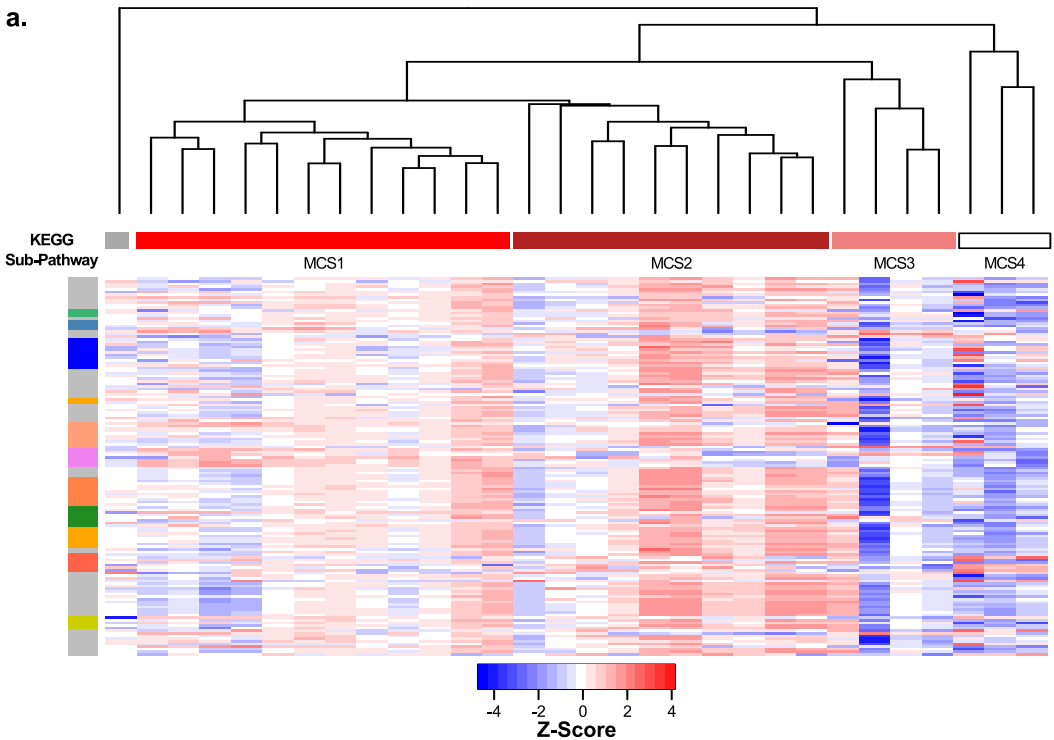 a.
KEGG
Sub-Pathway
MCS1 MCS2 MCS3 MCS4
-4 -2 0 2 4
Z-Score